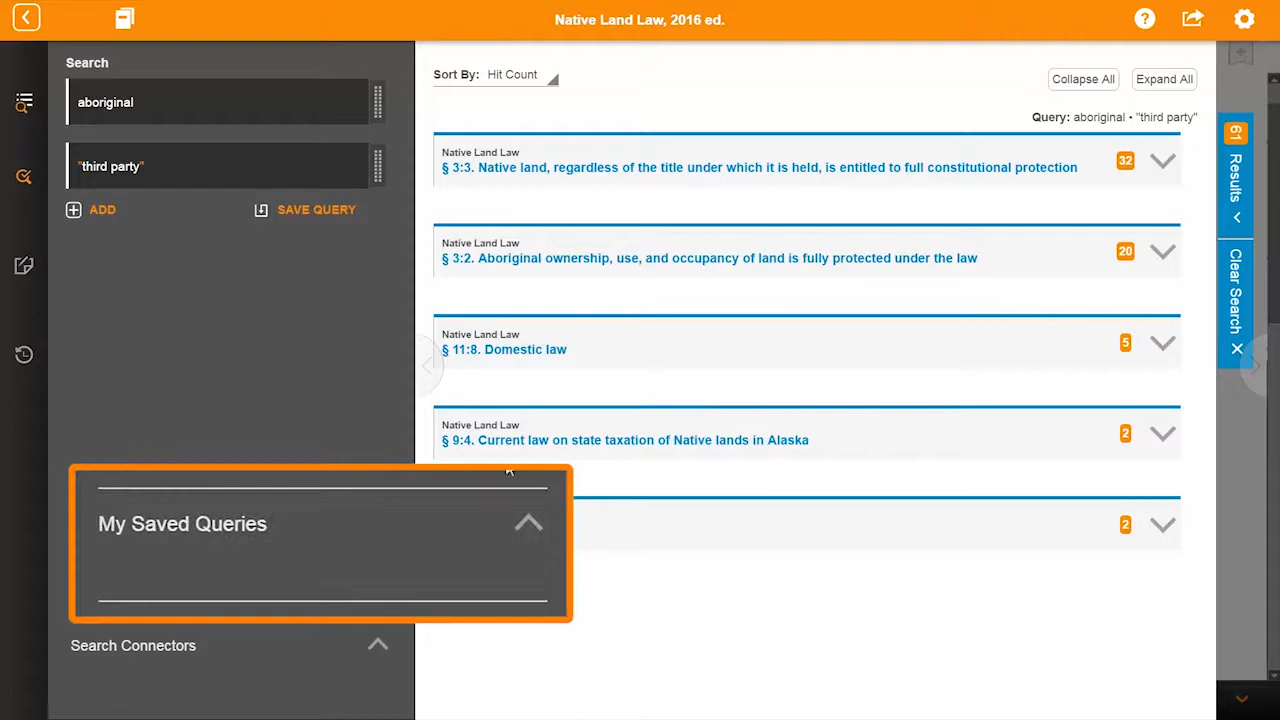 Native Land Law, 2016 ed.
Search
aboriginal
"third party"
ADD
SAVE QUERY
My Saved Queries
Search Connectors
Sort By: Hit Count
Collapse All
Expand All
Query: aboriginal • "third party"
Native Land Law
§ 3:3. Native land, regardless of the title under which it is held, is entitled to full constitutional protection
32
Native Land Law
§ 3:2. Aboriginal ownership, use, and occupancy of land is fully protected under the law
20
Native Land Law
§ 11:8. Domestic law
5
Native Land Law
§ 9:4. Current law on state taxation of Native lands in Alaska
2
2
61
Results
Clear Search